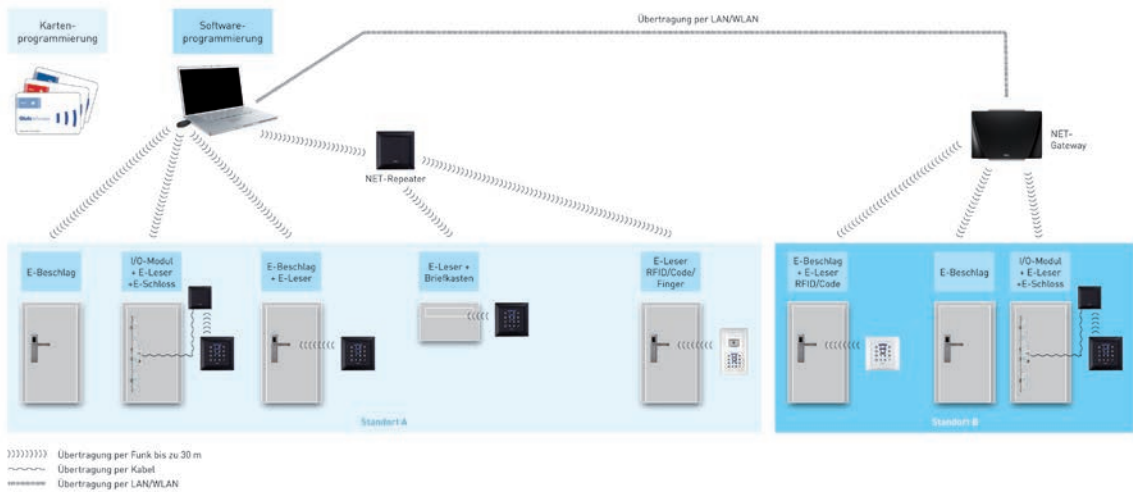 Karten-
programmierung
Software-
programmierung
Übertragung per LAN/WLAN
NET-Repeater
NET-
Gateway
E-Beschlag
I/O-Modul
+ E-Leser
+E-Schloss
E-Beschlag
+ E-Leser
E-Leser +
Briefkasten
E-Leser
RFID/Code/
Finger
E-Beschlag
+ E-Leser
RFID/Code
E-Beschlag
I/O-Modul
+ E-Leser
+E-Schloss
Standort A
Standort B
Übertragung per Funk bis zu 30 m
Übertragung per Kabel
Übertragung per LAN/WLAN